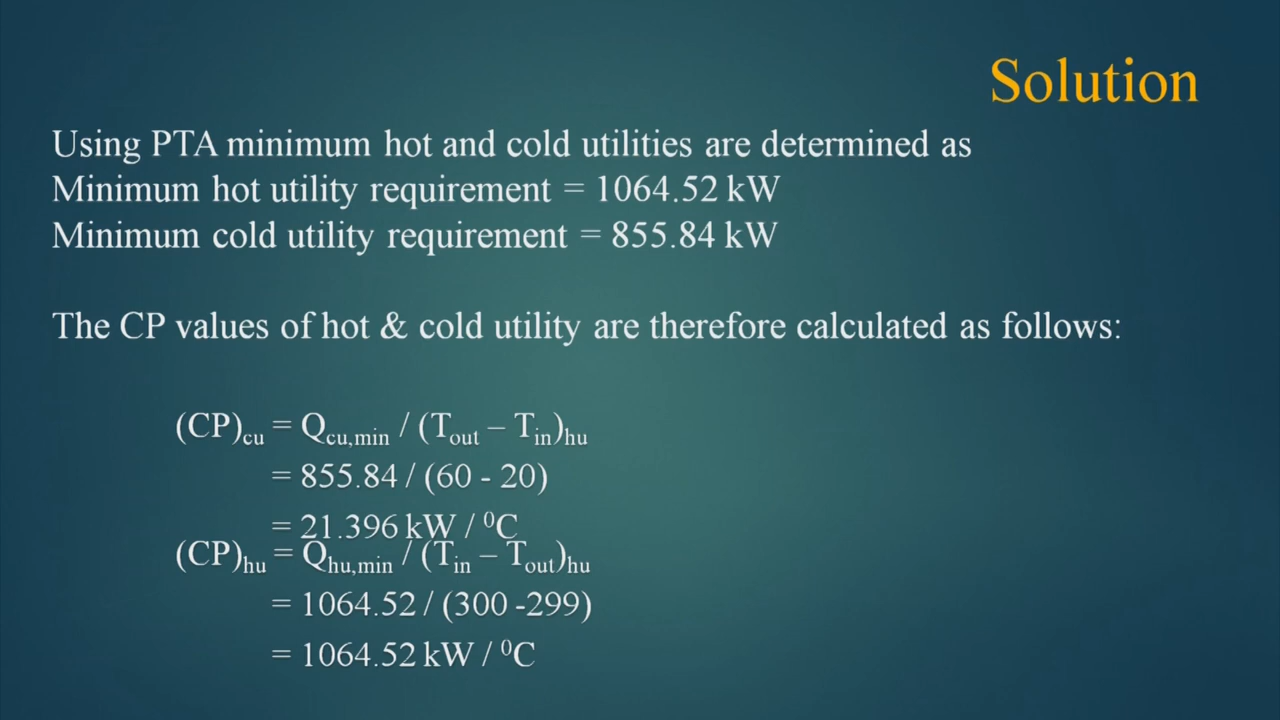 Solution
Using PTA minimum hot and cold utilities are determined as
Minimum hot utility requirement = 1064.52 kW
Minimum cold utility requirement = 855.84 kW
The CP values of hot & cold utility are therefore calculated as follows:
(CP)cu = Qcu,min / (Tout – Tin)hu
= 855.84 / (60 - 20)
= 21.396 kW / ⁰C
(CP)hu = Qhu,min / (Tin – Tout)hu
= 1064.52 / (300 -299)
= 1064.52 kW / ⁰C